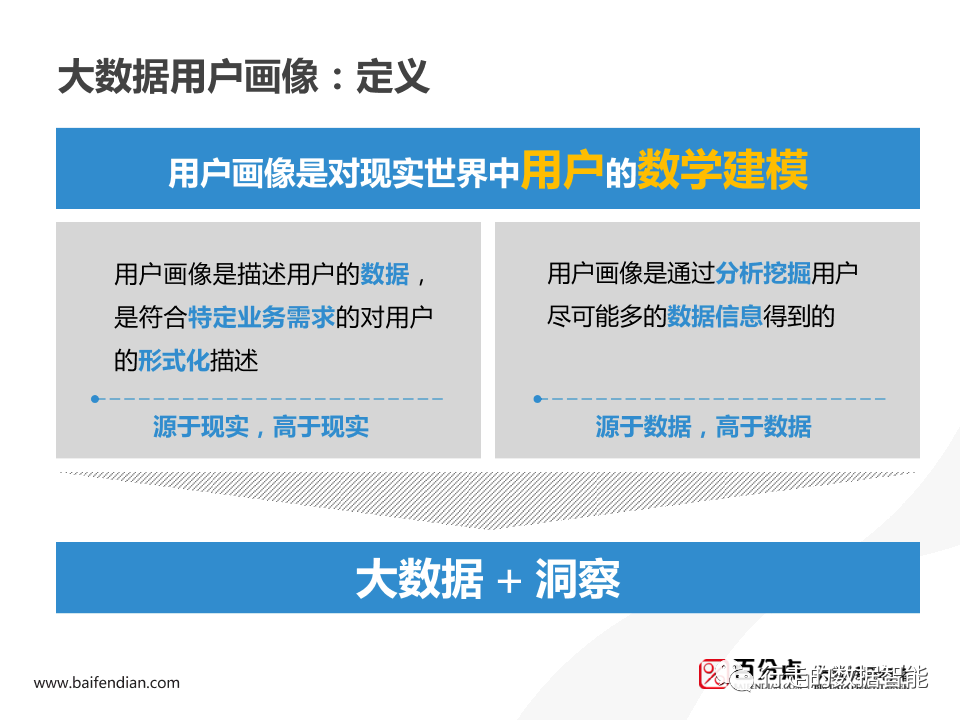 大数据用户画像：定义
用户画像是对现实世界中用户的数学建模
用户画像是描述用户的数据，
是符合特定业务需求的对用户
的形式化描述
源于现实，高于现实
用户画像是通过分析挖掘用户
尽可能多的数据信息得到的
源于数据，高于数据
大数据 + 洞察
www.baifendian.com
百分点
行走的数据智能